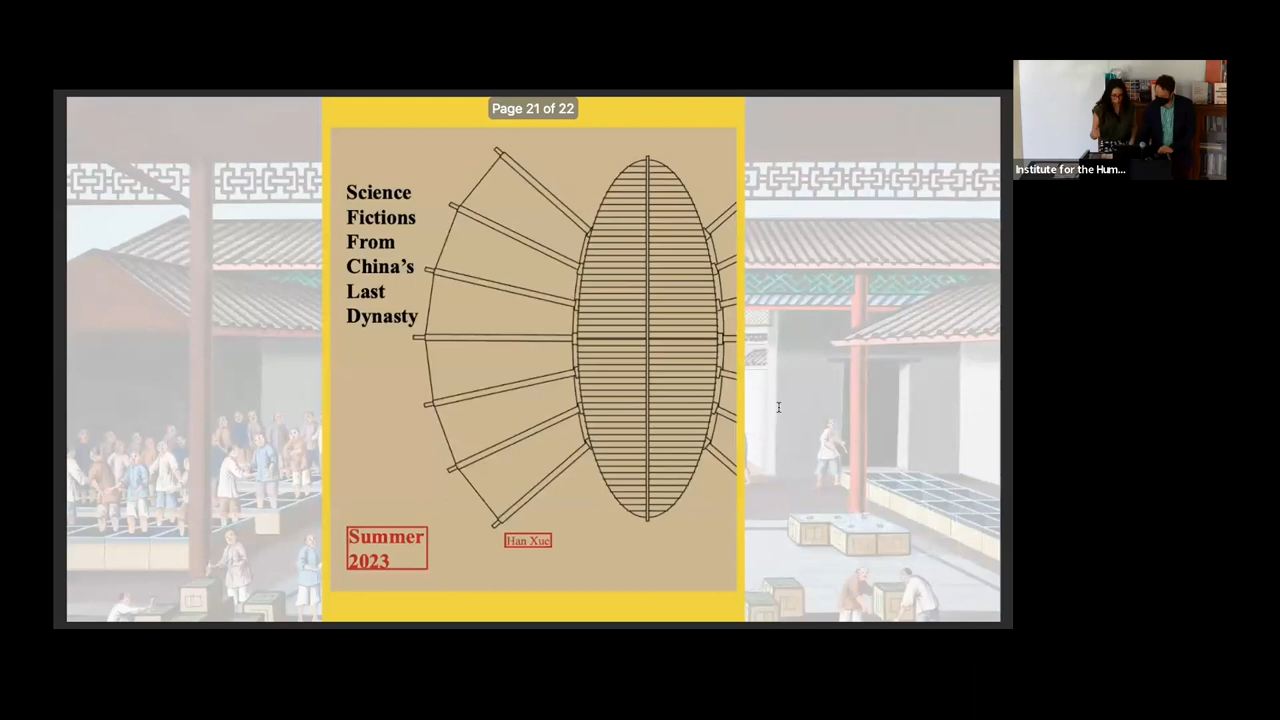 Page 21 of 22
Science
Fictions
From
China's
Last
Dynasty
Summer
2023
Han Xue
Institute for the Hum...